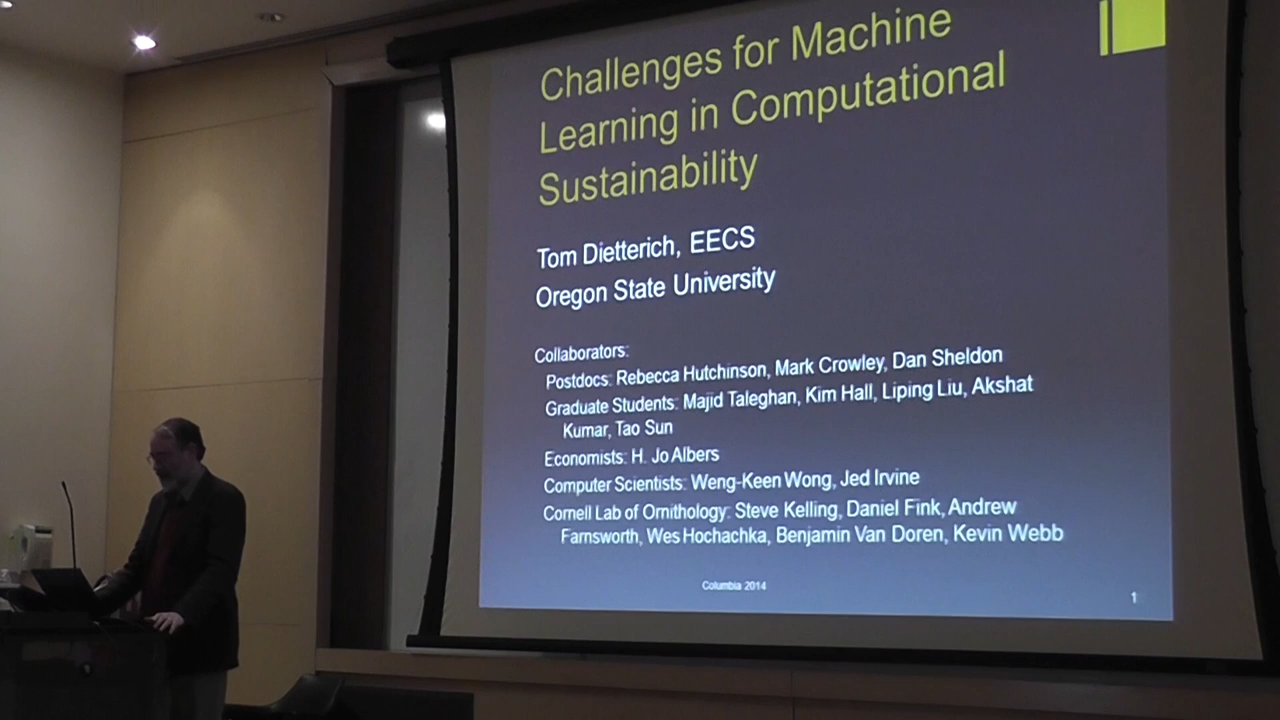 Challenges for Machine
Learning in Computational
Sustainability
Tom Dietterich, EECS
Oregon State University
Collaborators:
Postdocs: Rebecca Hutchinson, Mark Crowley, Dan Sheldon
Graduate Students: Majid Taleghan, Kim Hall, Liping Liu, Akshat
Kumar, Tao Sun
Economists: H. Jo Albers
Computer Scientists: Weng-Keen Wong, Jed Irvine
Cornell Lab of Ornithology: Steve Kelling, Daniel Fink, Andrew
Farnsworth, Wes Hochachka, Benjamin Van Doren, Kevin Webb
Columbia 2014
1